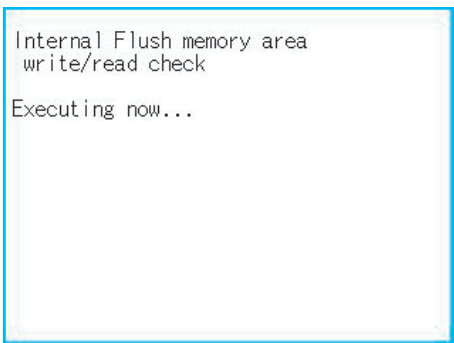 Internal Flush memory area
write/read check
Executing now...